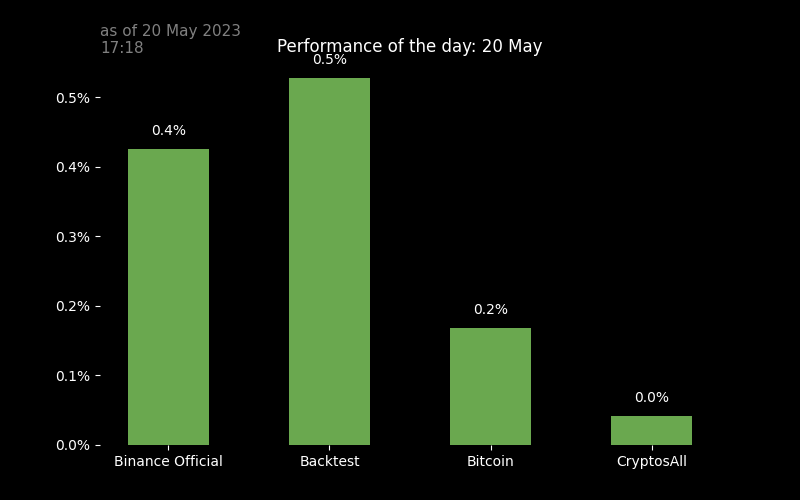 as of 20 May 2023
17:18
Performance of the day: 20 May
0.5%
0.5%
0.4%
0.4%
0.3%
0.2%
0.2%
0.1%
0.0%
0.0%
Binance Official
Backtest
Bitcoin
CryptosAll